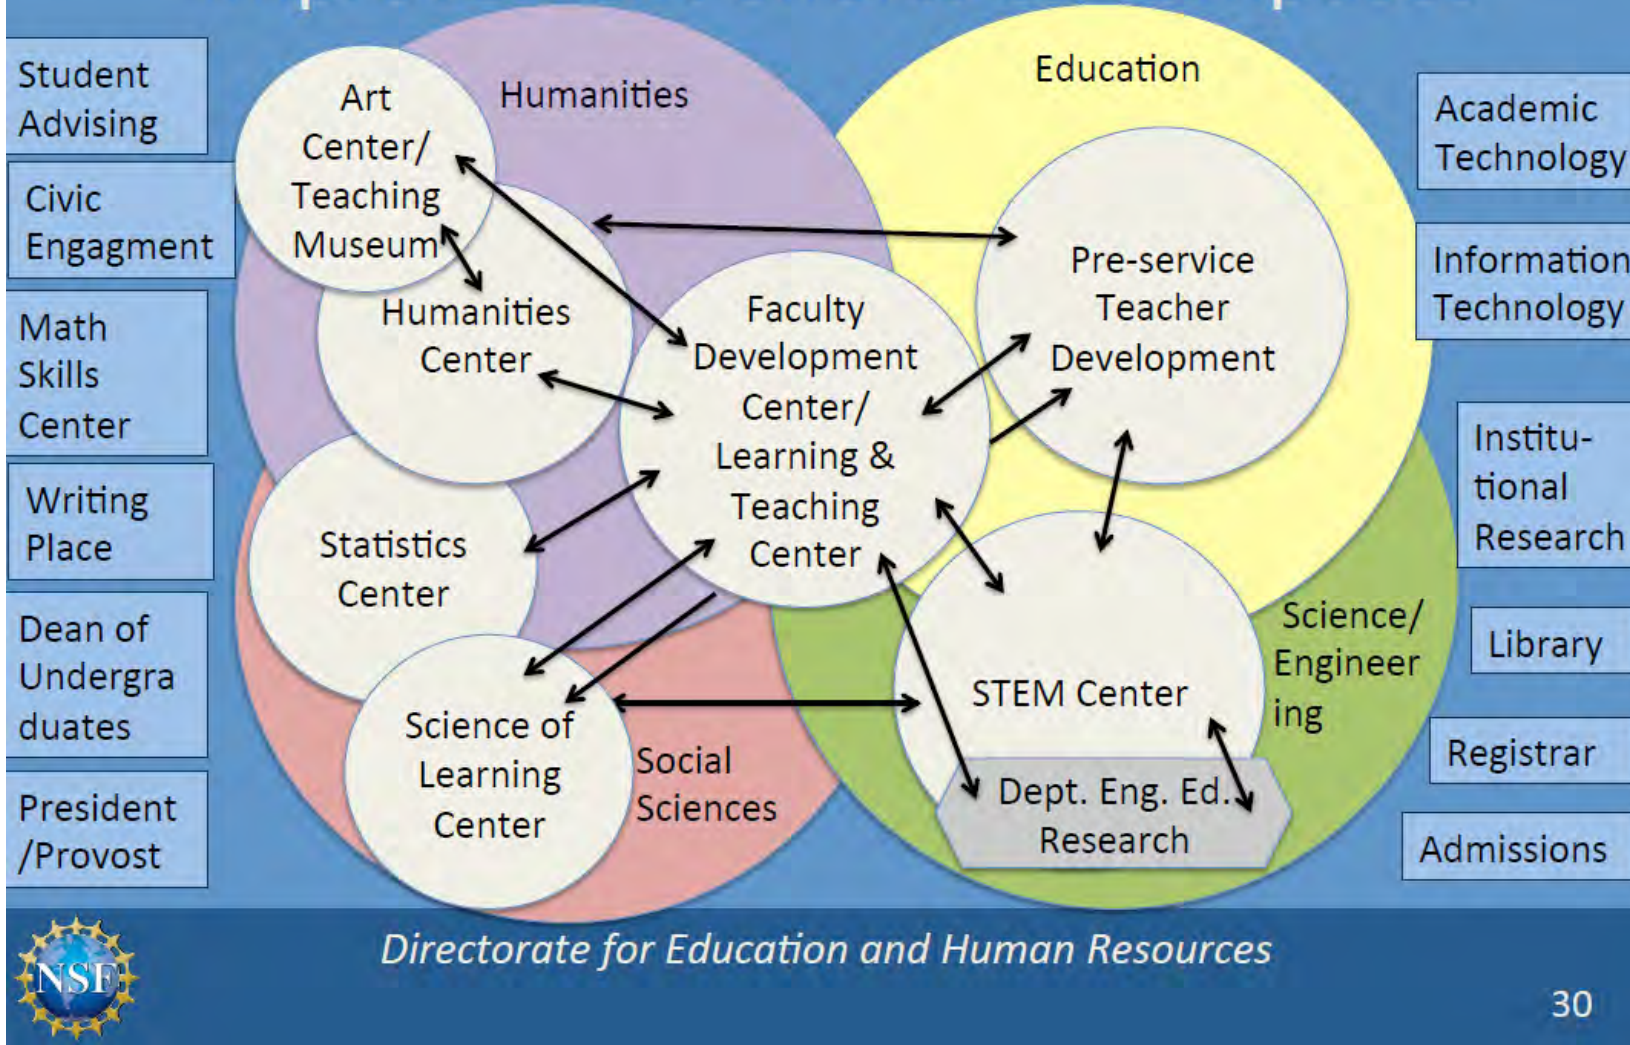 Student
Advising
Civic
Engagment
Math
Skills
Center
Writing
Place
Dean of
Undergra
duates
President
/Provost
Art
Center/
Teaching
Museum
Humanities
Humanities
Center
Statistics
Center
Science of
Learning
Center
Social
Sciences
Faculty
Development
Center/
Learning &
Teaching
Center
Education
Pre-service
Teacher
Development
STEM Center
Dept. Eng. Ed.
Research
Science/
Engineer
ing
Academic
Technology
Information
Technology
Institu-
tional
Research
Library
Registrar
Admissions
NSF
Directorate for Education and Human Resources
30